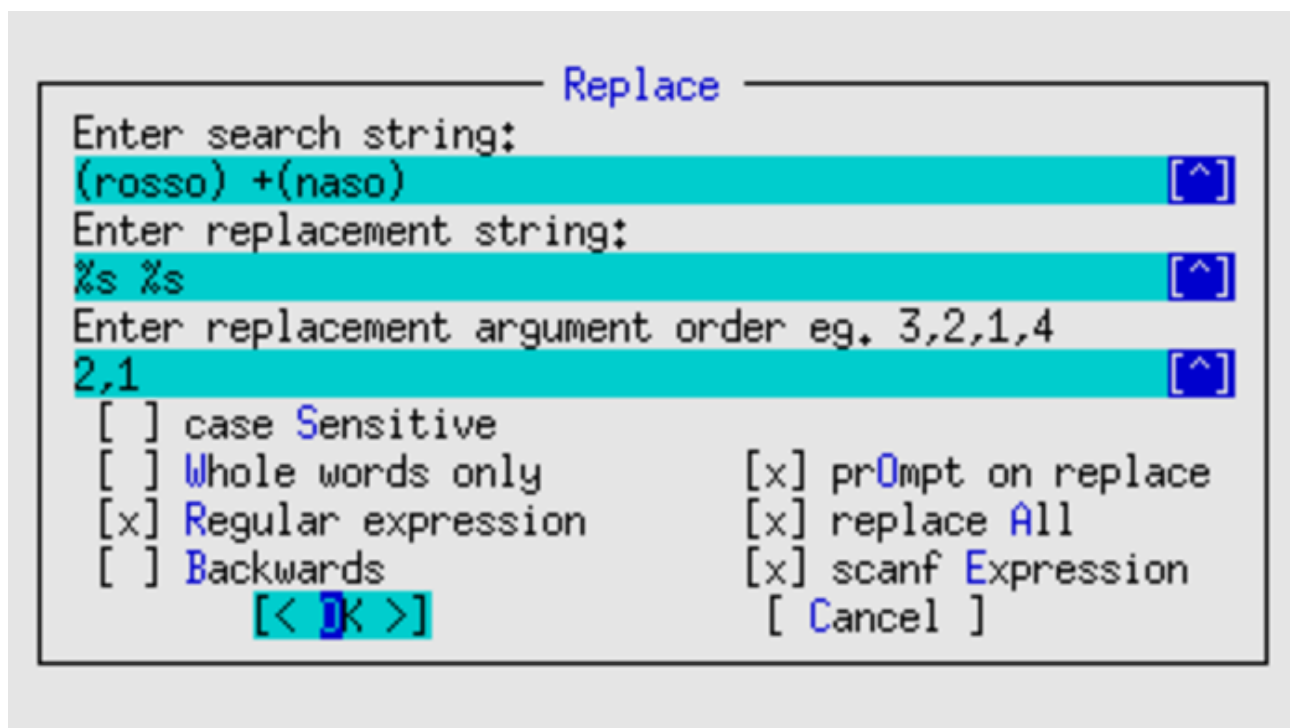 Replace
Enter search string:
(rosso) +(naso) [^]
Enter replacement string:
%s %s [^]
Enter replacement argument order eg. 3,2,1,4
2,1 [^]
[ ] case Sensitive
[ ] Whole words only [x] prOmpt on replace
[x] Regular expression [x] replace All
[ ] Backwards [x] scanf Expression
[< OK >] [ Cancel ]